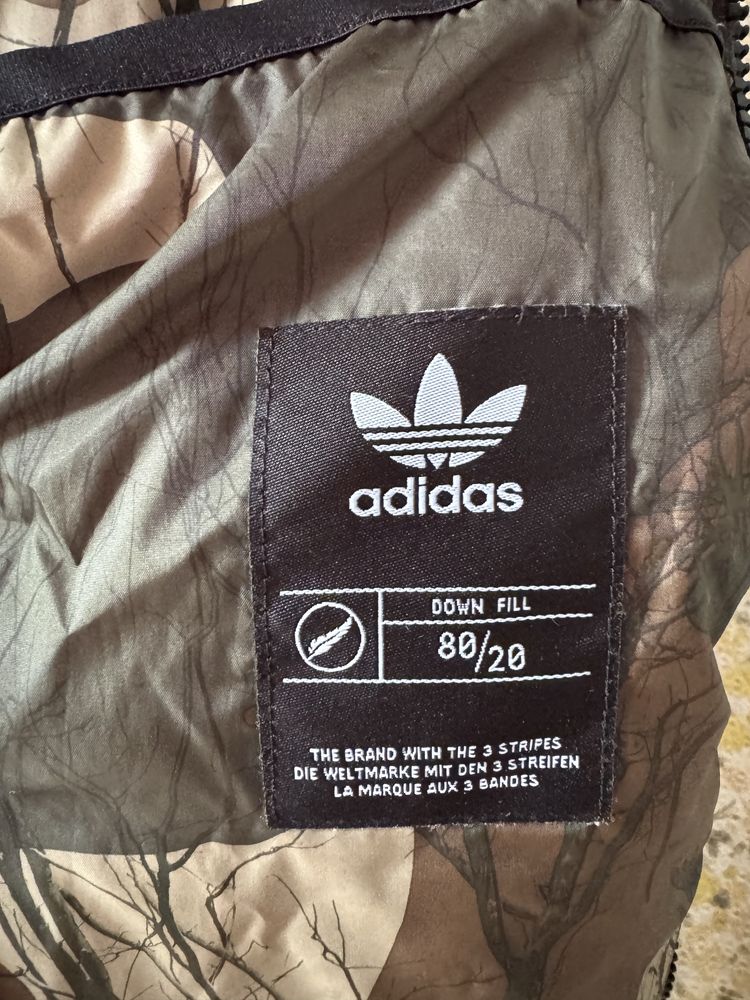 adidas
DOWN FILL
80/20
THE BRAND WITH THE 3 STRIPES
DIE WELTMARKE MIT DEN 3 STREIFEN
LA MARQUE AUX 3 BANDES